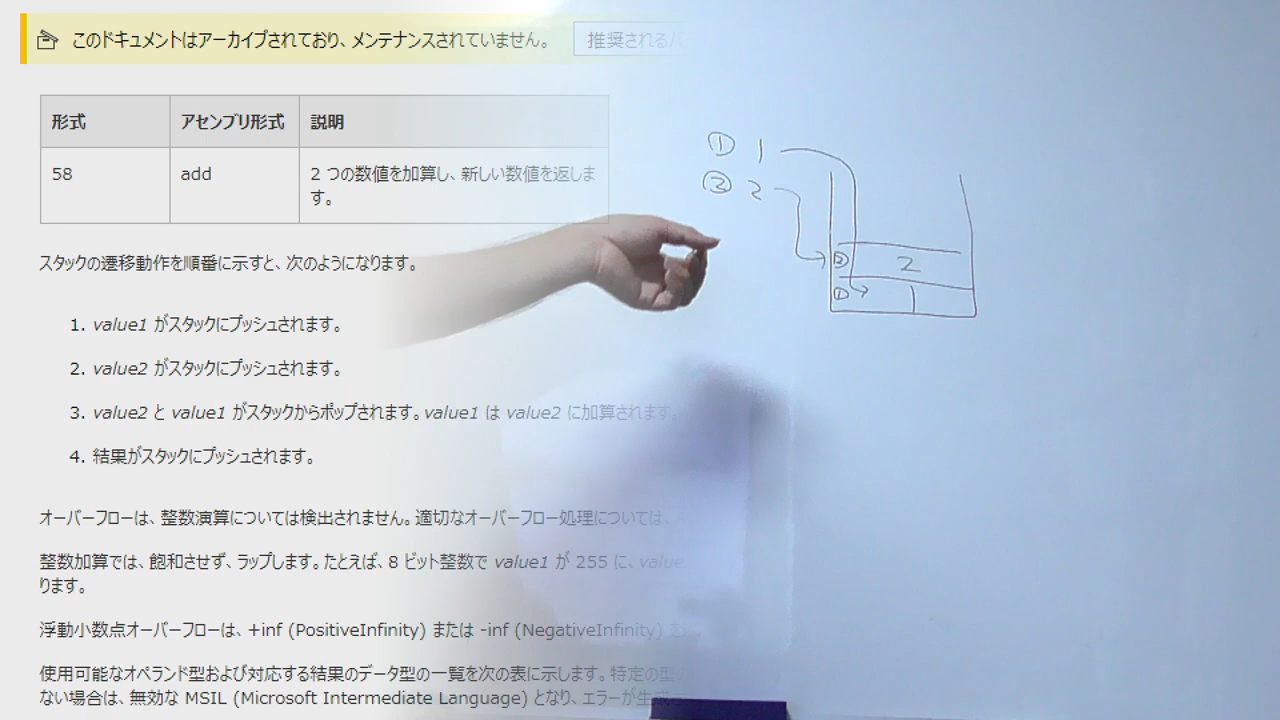 このドキュメントはアーカイブされており、メンテナンスされていません。 推奨される
形式 アセンブリ形式 説明
58 add 2 つの数値を加算し、新しい数値を返しま
す。
スタックの遷移動作を順番に示すと、次のようになります。
1. value1 がスタックにプッシュされます。
2. value2 がスタックにプッシュされます。
3. value2 と value1 がスタックからポップされます。value1 は value2 に加算されます。
4. 結果がスタックにプッシュされます。
オーバーフローは、整数演算については検出されません。適切なオーバーフロー処理については、
整数加算では、飽和させず、ラップします。たとえば、8 ビット整数で value1 が 255 に、value
ります。
浮動小数点オーバーフローは、+inf (PositiveInfinity) または -inf (NegativeInfinity) を
使用可能なオペランド型および対応する結果のデータ型の一覧を次の表に示します。特定の型の
ない場合は、無効な MSIL (Microsoft Intermediate Language) となり、エラーが生成さ
① 1
② 2
② 2
① 1